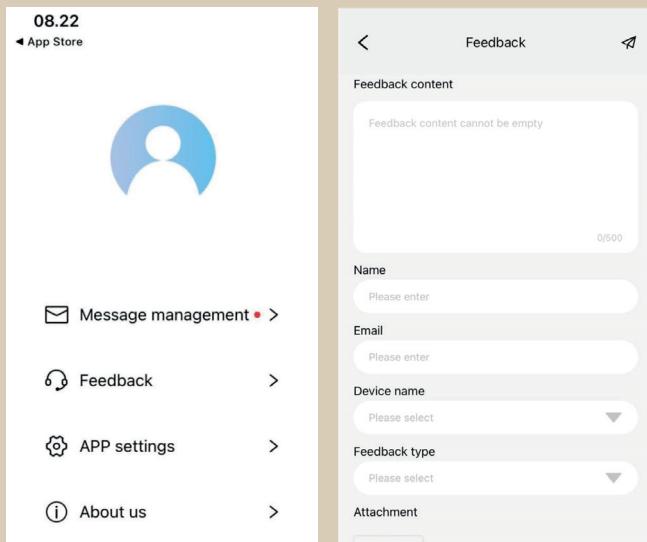 08.22
◀ App Store
Message management
Feedback
APP settings
About us
Feedback
Feedback content
Feedback content cannot be empty
0/500
Name
Please enter
Email
Please enter
Device name
Please select
Feedback type
Please select
Attachment